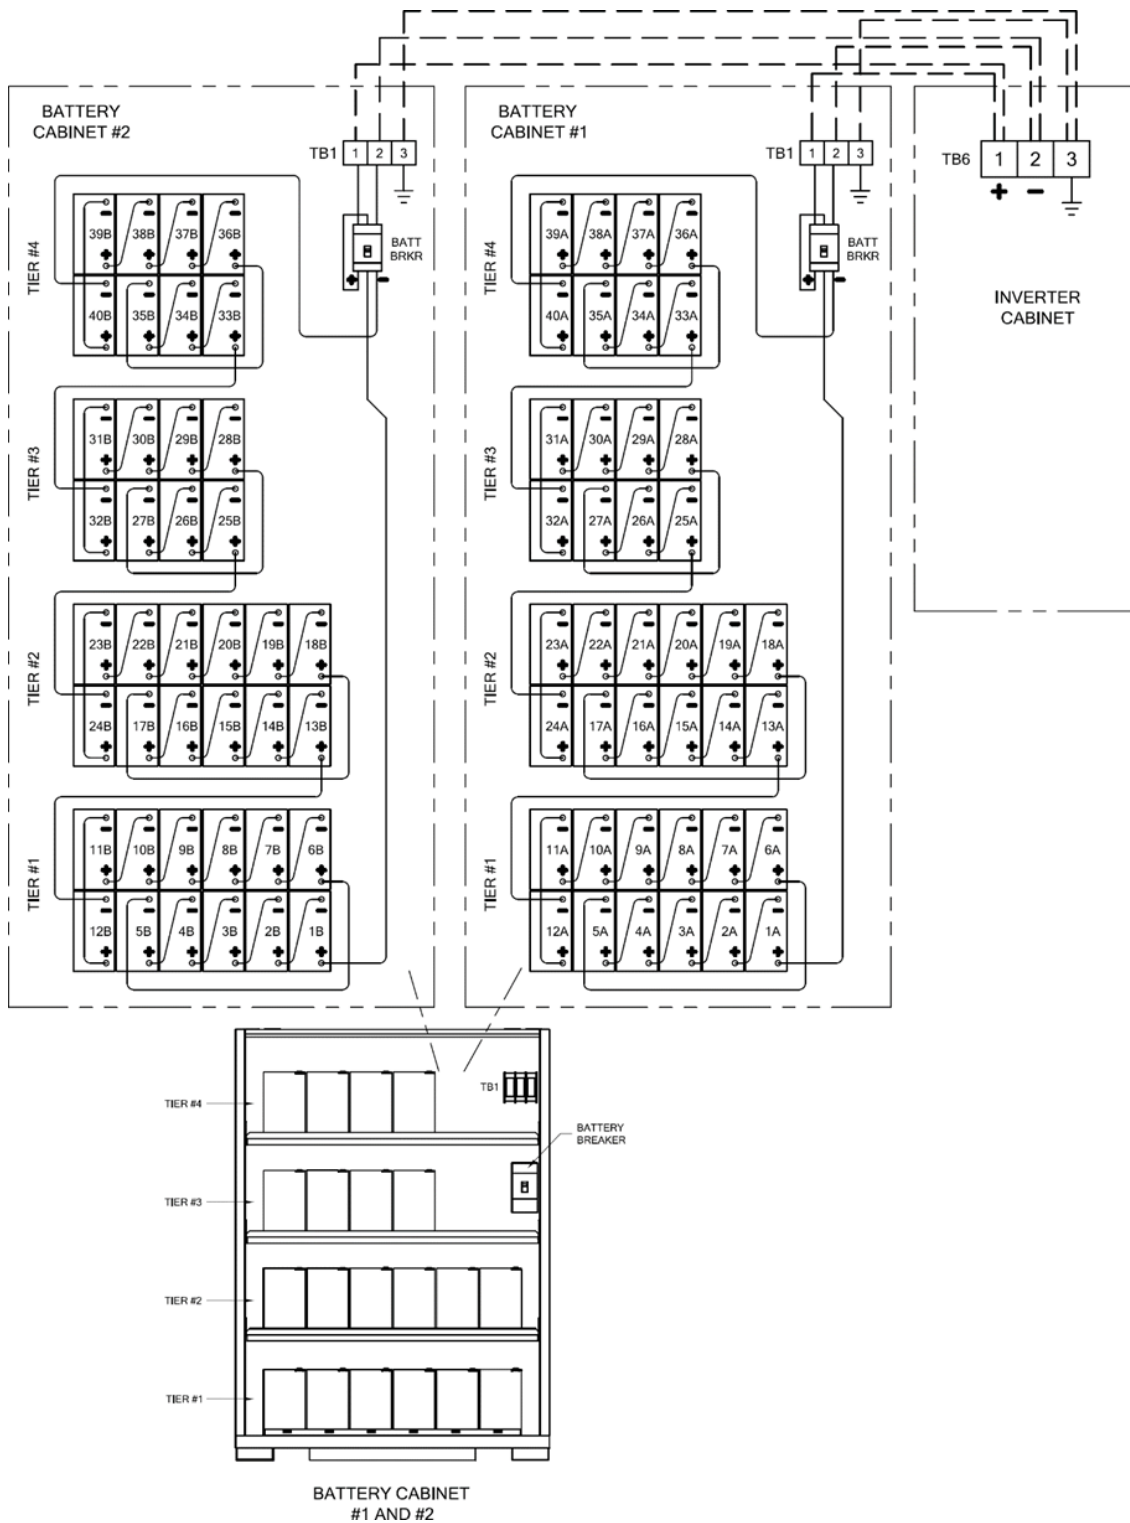 BATTERY
CABINET #2
TB1 1 2 3
BATT
BRKR
+ −
TIER #4
39B 38B 37B 36B
40B 35B 34B 33B
TIER #3
31B 30B 29B 28B
32B 27B 26B 25B
TIER #2
23B 22B 21B 20B 19B 18B
24B 17B 16B 15B 14B 13B
TIER #1
11B 10B 9B 8B 7B 6B
12B 5B 4B 3B 2B 1B
BATTERY
CABINET #1
TB1 1 2 3
BATT
BRKR
+ −
TIER #4
39A 38A 37A 36A
40A 35A 34A 33A
TIER #3
31A 30A 29A 28A
32A 27A 26A 25A
TIER #2
23A 22A 21A 20A 19A 18A
24A 17A 16A 15A 14A 13A
TIER #1
11A 10A 9A 8A 7A 6A
12A 5A 4A 3A 2A 1A
TB6 1 2 3
+ −
INVERTER
CABINET
TB1
TIER #4
BATTERY
BREAKER
TIER #3
TIER #2
TIER #1
BATTERY CABINET
#1 AND #2